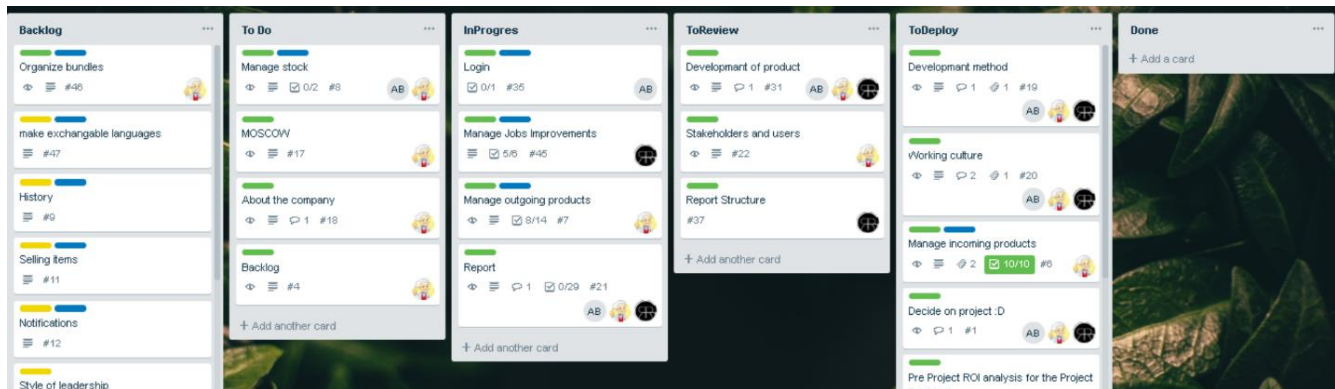 Backlog
Organize bundles
#46
make exchangable languages
#47
History
#9
Selling items
#11
Notifications
#12
Style of leadership
To Do
Manage stock
0/2 #8 AB
MOSCOW
#17
About the company
1 #18
Backlog
#4
+ Add another card
InProgres
Login
0/1 #35 AB
Manage Jobs Improvements
5/6 #45
Manage outgoing products
8/14 #7
Report
1 0/29 #21
AB
+ Add another card
ToReview
Development of product
1 #31 AB
Stakeholders and users
#22
Report Structure
#37
+ Add another card
ToDeploy
Developmant method
1 1 #19
AB
Working culture
2 1 #20
AB
Manage incoming products
2 10/10 #6
Decide on project :D
1 #1 AB
Pre Project ROI analysis for the Project
Done
+ Add a card